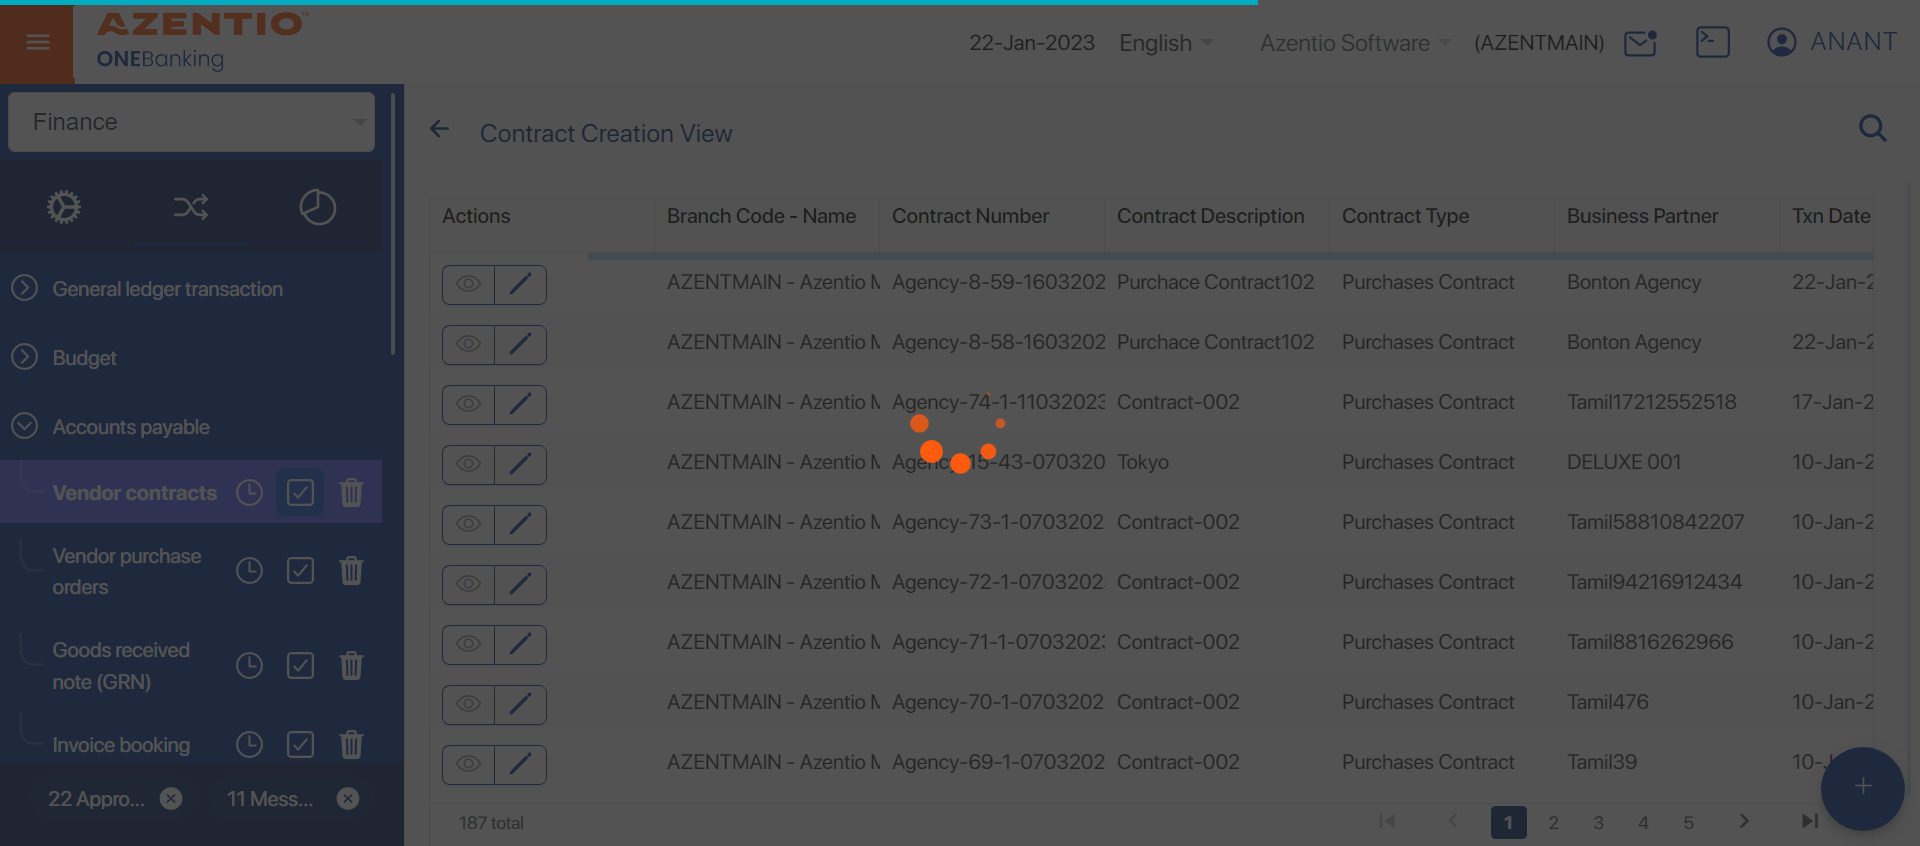 AZENTIO
ONEBanking
22-Jan-2023 English Azentio Software (AZENTMAIN) ANANT
Finance
Contract Creation View
General ledger transaction
Budget
Accounts payable
Vendor contracts
Vendor purchase
orders
Goods received
note (GRN)
Invoice booking
22 Appro... 11 Mess...
Actions Branch Code - Name Contract Number Contract Description Contract Type Business Partner Txn Date
AZENTMAIN - Azentio M Agency-8-59-1603202 Purchace Contract102 Purchases Contract Bonton Agency 22-Jan-2
AZENTMAIN - Azentio M Agency-8-58-1603202 Purchace Contract102 Purchases Contract Bonton Agency 22-Jan-2
AZENTMAIN - Azentio M Agency-74-1-11032023 Contract-002 Purchases Contract Tamil17212552518 17-Jan-2
AZENTMAIN - Azentio M Agency-15-43-070320 Tokyo Purchases Contract DELUXE 001 10-Jan-2
AZENTMAIN - Azentio M Agency-73-1-0703202 Contract-002 Purchases Contract Tamil58810842207 10-Jan-2
AZENTMAIN - Azentio M Agency-72-1-0703202 Contract-002 Purchases Contract Tamil94216912434 10-Jan-2
AZENTMAIN - Azentio M Agency-71-1-07032023 Contract-002 Purchases Contract Tamil8816262966 10-Jan-2
AZENTMAIN - Azentio M Agency-70-1-0703202 Contract-002 Purchases Contract Tamil476 10-Jan-2
AZENTMAIN - Azentio M Agency-69-1-0703202 Contract-002 Purchases Contract Tamil39 10-J
187 total 1 2 3 4 5